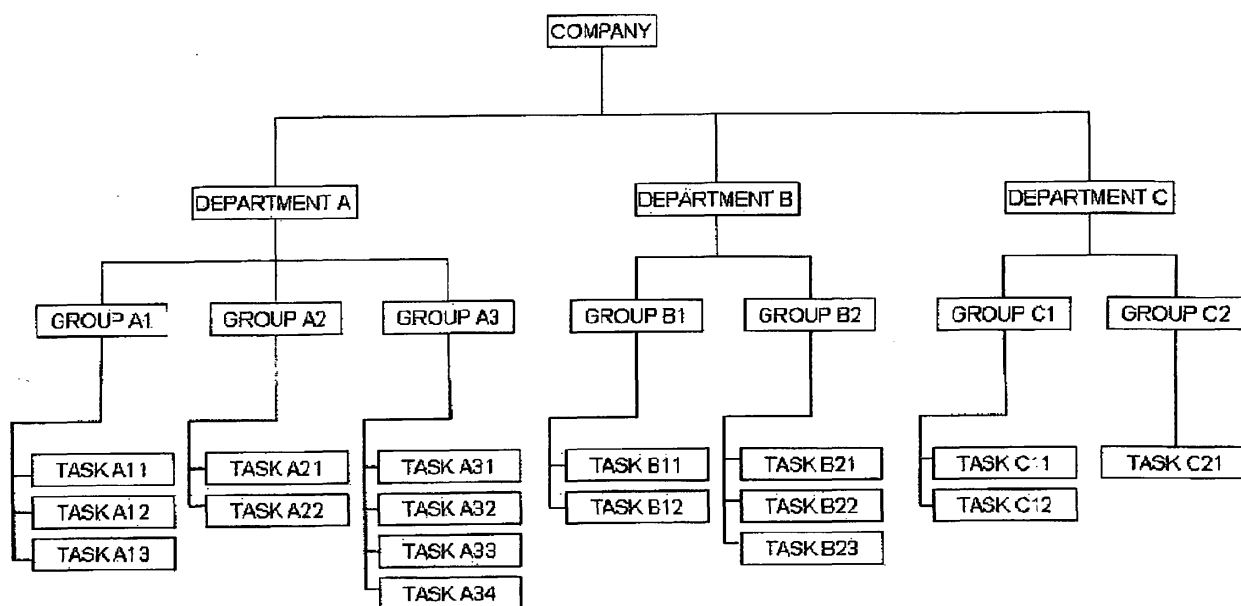 COMPANY
DEPARTMENT A
DEPARTMENT B
DEPARTMENT C
GROUP A1
GROUP A2
GROUP A3
GROUP B1
GROUP B2
GROUP C1
GROUP C2
TASK A11
TASK A12
TASK A13
TASK A21
TASK A22
TASK A31
TASK A32
TASK A33
TASK A34
TASK B11
TASK B12
TASK B21
TASK B22
TASK B23
TASK C11
TASK C12
TASK C21